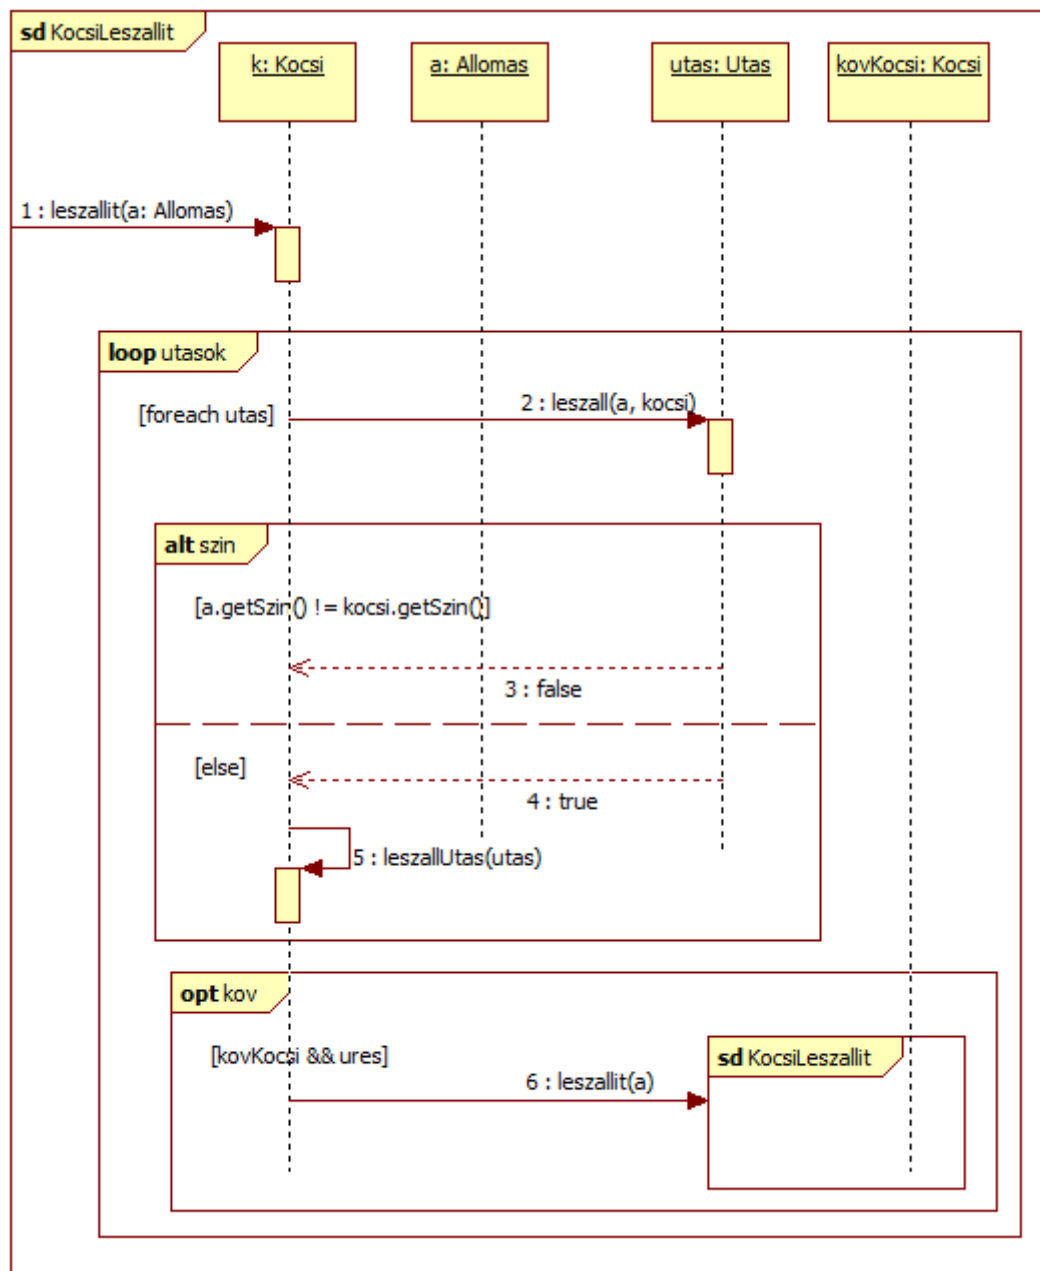 sd KocsiLeszallit
k: Kocsi
a: Allomas
utas: Utas
kovKocsi: Kocsi
1 : leszallit(a: Allomas)
loop utasok
[foreach utas]
2 : leszall(a, kocsi)
alt szin
[a.getSzin() != kocsi.getSzin()]
3 : false
[else]
4 : true
5 : leszallUtas(utas)
opt kov
[kovKocsi && ures]
sd KocsiLeszallit
6 : leszallit(a)